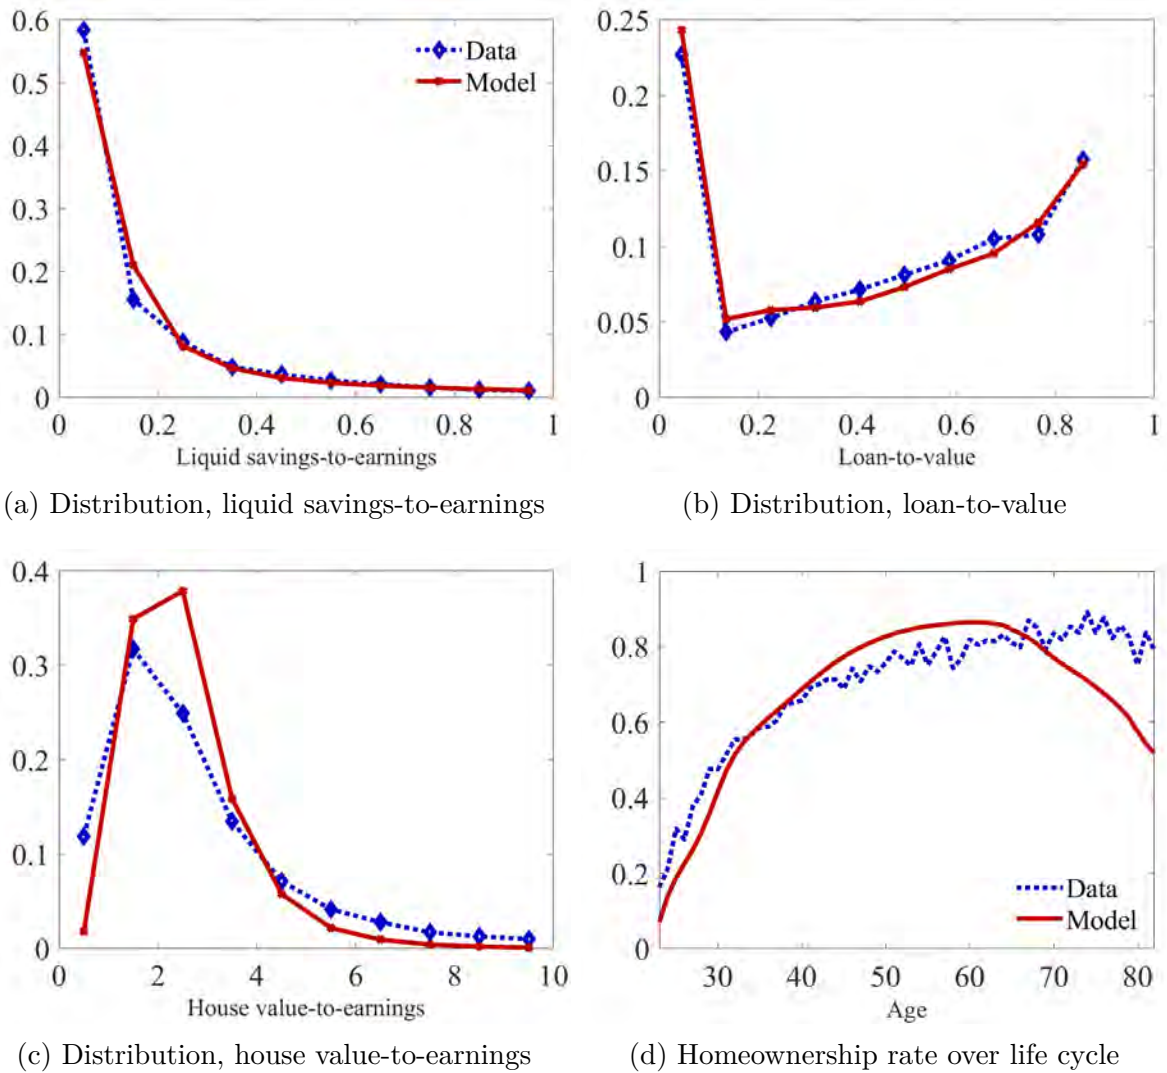 0.6
0.5
0.4
0.3
0.2
0.1
0
0 0.2 0.4 0.6 0.8 1
Data
Model
Liquid savings-to-earnings
(a) Distribution, liquid savings-to-earnings
0.25
0.2
0.15
0.1
0.05
0
0 0.2 0.4 0.6 0.8 1
Loan-to-value
(b) Distribution, loan-to-value
0.4
0.3
0.2
0.1
0
0 2 4 6 8 10
House value-to-earnings
(c) Distribution, house value-to-earnings
1
0.8
0.6
0.4
0.2
0
Data
Model
30 40 50 60 70 80
Age
(d) Homeownership rate over life cycle